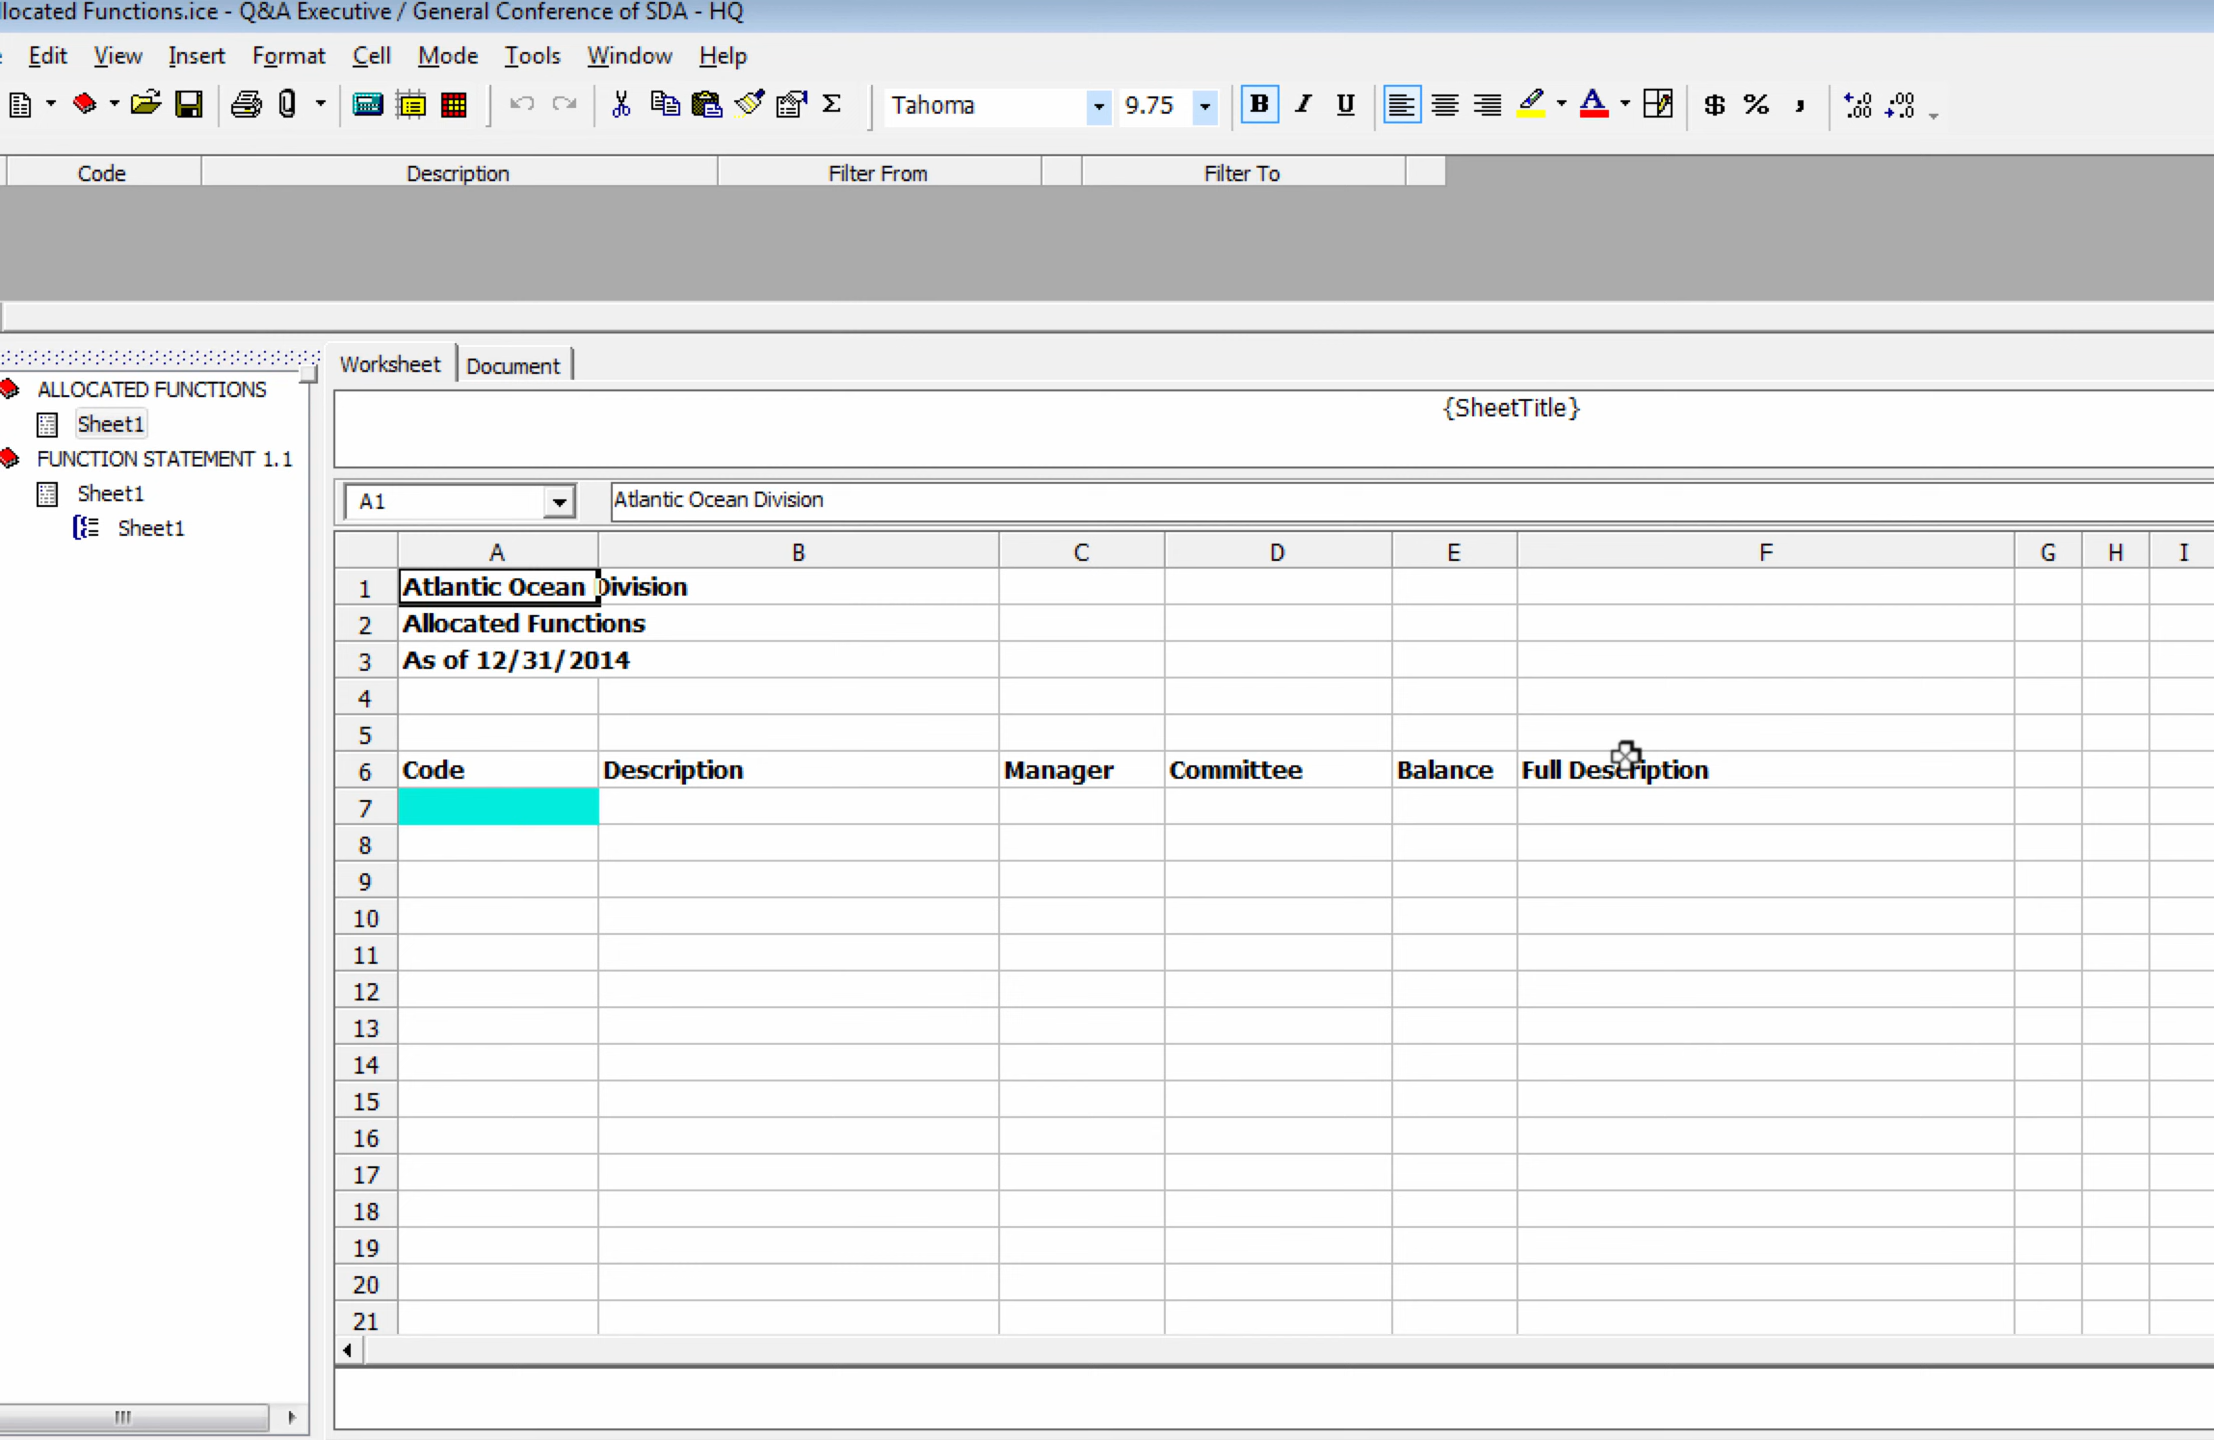 llocated Functions.ice - Q&A Executive / General Conference of SDA - HQ
Edit View Insert Format Cell Mode Tools Window Help
Tahoma 9.75 B I U $ % ,
Code Description Filter From Filter To
ALLOCATED FUNCTIONS
Sheet1
FUNCTION STATEMENT 1.1
Sheet1
Sheet1
Worksheet Document
{SheetTitle}
A1 Atlantic Ocean Division
A B C D E F G H I
1 Atlantic Ocean Division
2 Allocated Functions
3 As of 12/31/2014
4
5
6 Code Description Manager Committee Balance Full Description
7
8
9
10
11
12
13
14
15
16
17
18
19
20
21